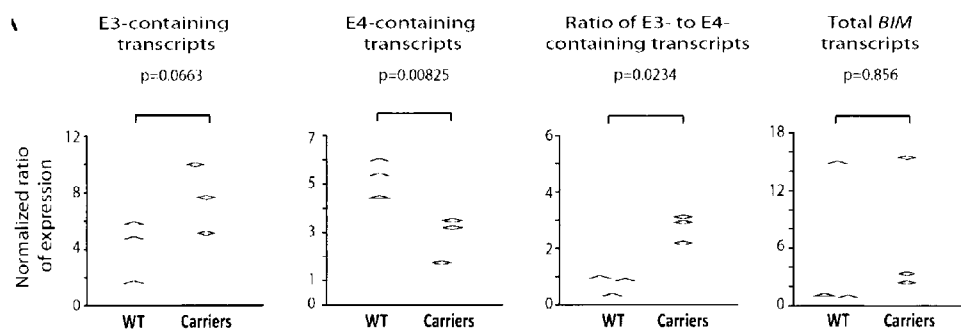 E3-containing
transcripts
p=0.0663
E4-containing
transcripts
p=0.00825
Ratio of E3- to E4-
containing transcripts
p=0.0234
Total BIM
transcripts
p=0.856
Normalized ratio
of expression
12
8
4
0
WT Carriers
7
5
3
1
0
WT Carriers
6
4
2
0
WT Carriers
18
12
6
0
WT Carriers